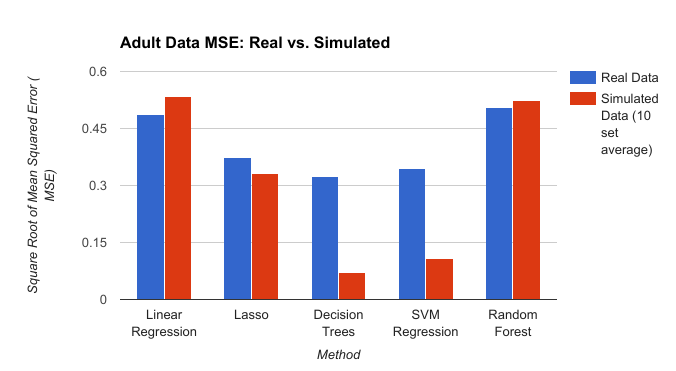 Adult Data MSE: Real vs. Simulated
Square Root of Mean Squared Error (
MSE)
0.6
0.45
0.3
0.15
0
Real Data
Simulated
Data (10
set
average)
Linear
Regression
Lasso
Decision
Trees
SVM
Regression
Random
Forest
Method